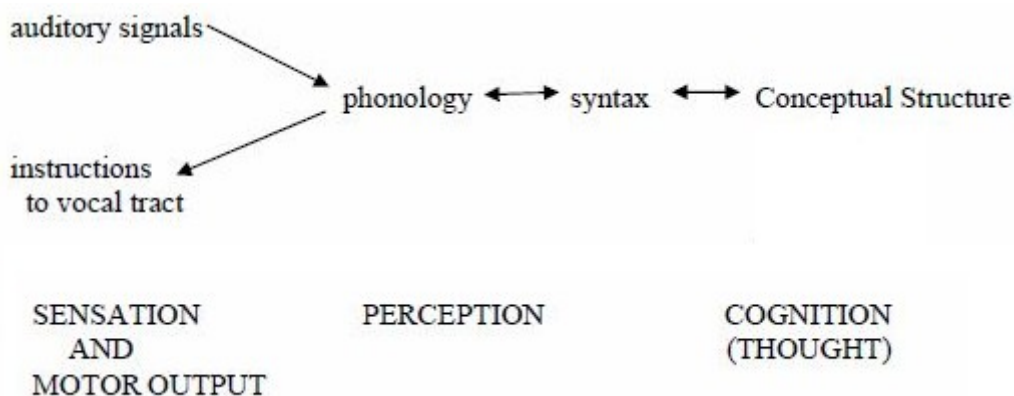 auditory signals
phonology syntax Conceptual Structure
instructions
to vocal tract
SENSATION PERCEPTION COGNITION
AND (THOUGHT)
MOTOR OUTPUT